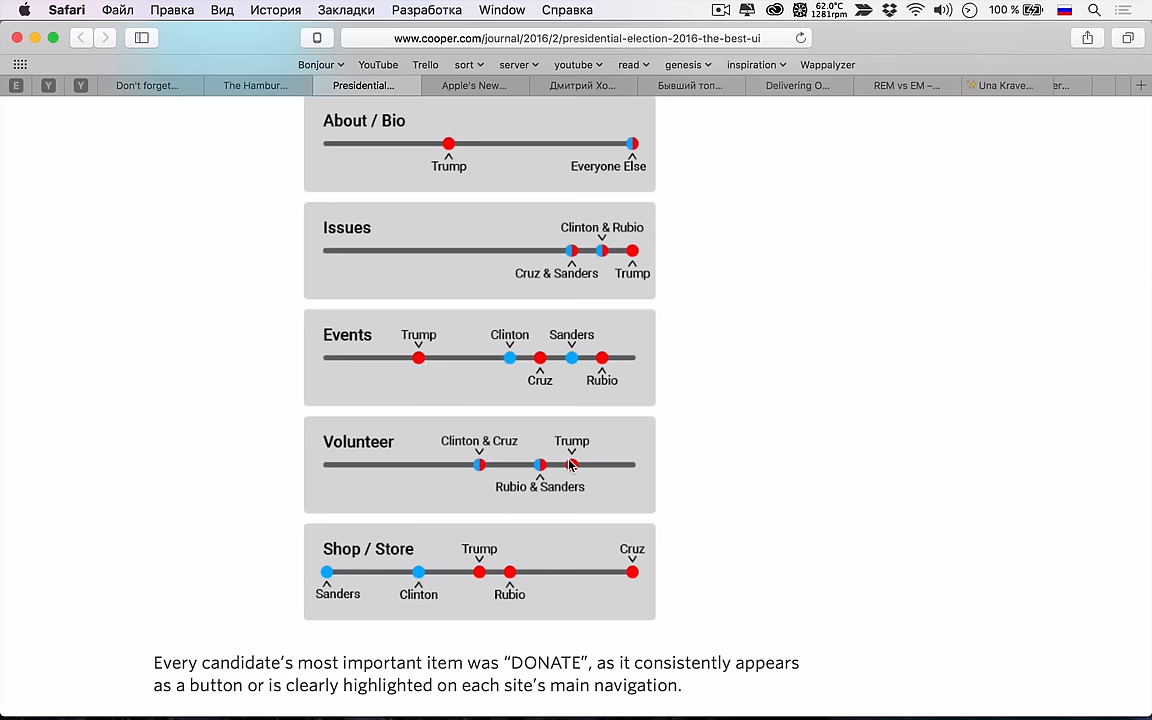 Safari Файл Правка Вид История Закладки Разработка Window Справка 62.0°C 1281rpm 100 %
www.cooper.com/journal/2016/2/presidential-election-2016-the-best-ui
Bonjour YouTube Trello sort server youtube read genesis inspiration Wappalyzer
E Y Y Don't forget... The Hambur... Presidential... Apple's New... Дмитрий Хо... Бывший топ... Delivering O... REM vs EM –... ✨Una Krave... er...
About / Bio
Trump Everyone Else
Clinton & Rubio
Issues
Cruz & Sanders Trump
Events Trump Clinton Sanders
Cruz Rubio
Volunteer Clinton & Cruz Trump
Rubio & Sanders
Shop / Store Trump Cruz
Sanders Clinton Rubio
Every candidate's most important item was “DONATE”, as it consistently appears
as a button or is clearly highlighted on each site's main navigation.